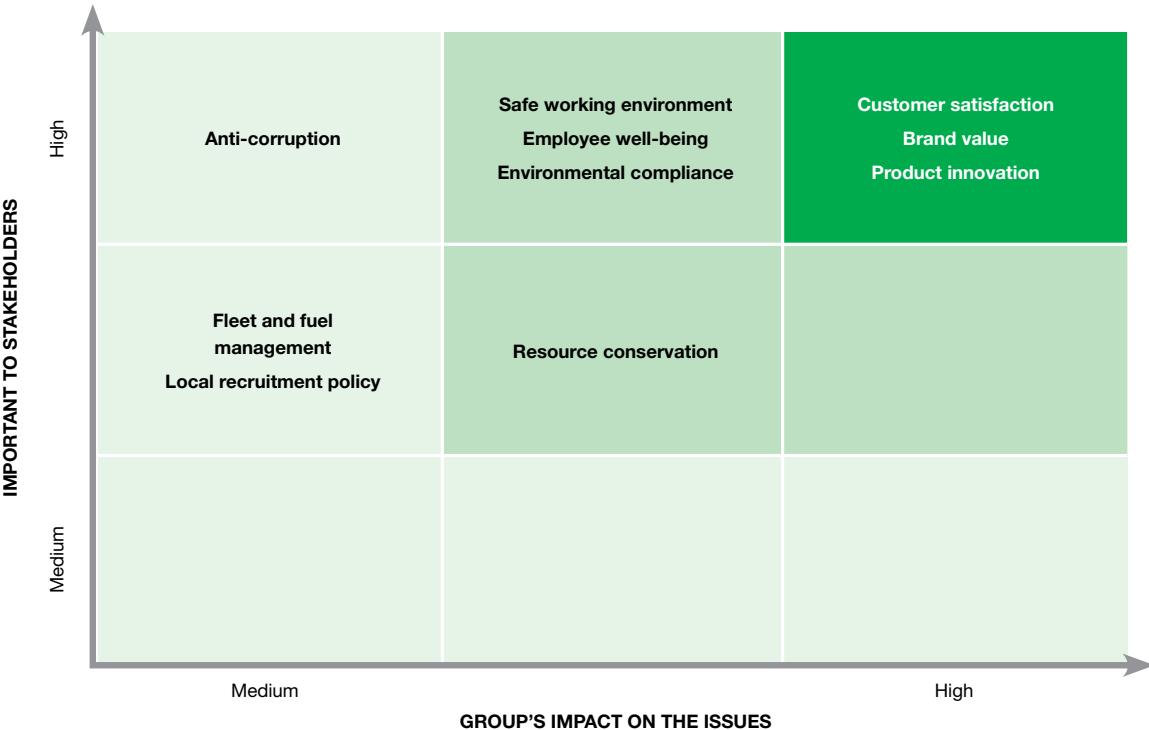 IMPORTANT TO STAKEHOLDERS
High
Medium
Anti-corruption
Safe working environment
Employee well-being
Environmental compliance
Customer satisfaction
Brand value
Product innovation
Fleet and fuel
management
Local recruitment policy
Resource conservation
Medium
High
GROUP'S IMPACT ON THE ISSUES